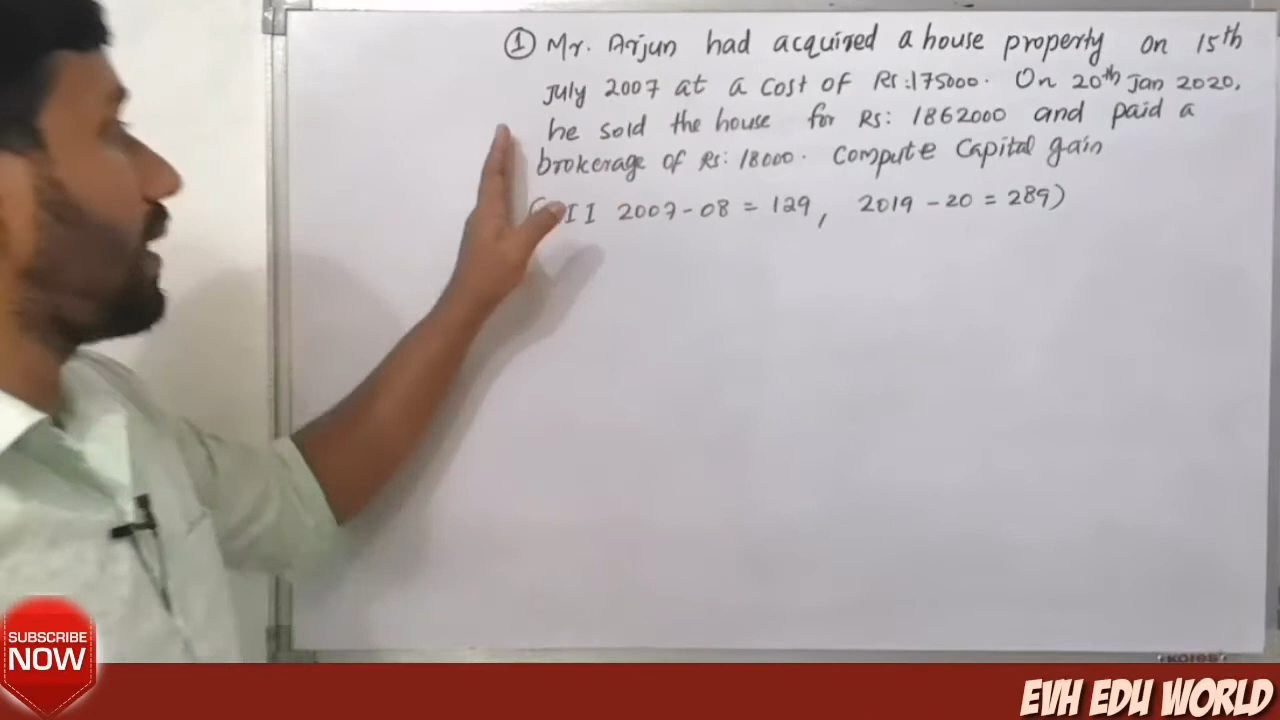 ① Mr. Arjun had acquired a house property on 15th
July 2007 at a cost of Rs:175000. On 20th Jan 2020,
he sold the house for Rs: 1862000 and paid a
brokerage of Rs: 18000. Compute Capital gain
II 2007-08 = 129, 2019-20 = 289)
SUBSCRIBE
NOW
kores
EVH EDU WORLD